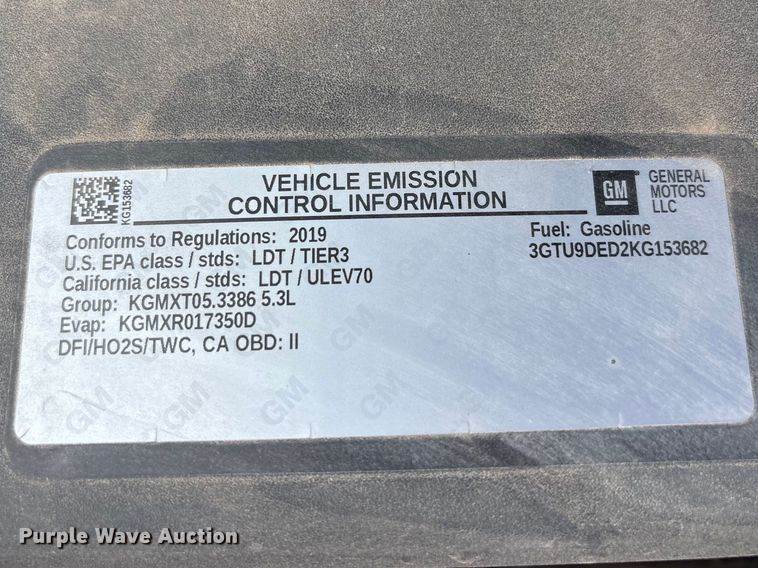 KG153682
VEHICLE EMISSION
CONTROL INFORMATION
GM
GENERAL
MOTORS
LLC
Conforms to Regulations: 2019
U.S. EPA class / stds: LDT / TIER3
California class / stds: LDT / ULEV70
Group: KGMXT05.3386 5.3L
Evap: KGMXR017350D
DFI/HO2S/TWC, CA OBD: II
Fuel: Gasoline
3GTU9DED2KG153682
Purple Wave Auction